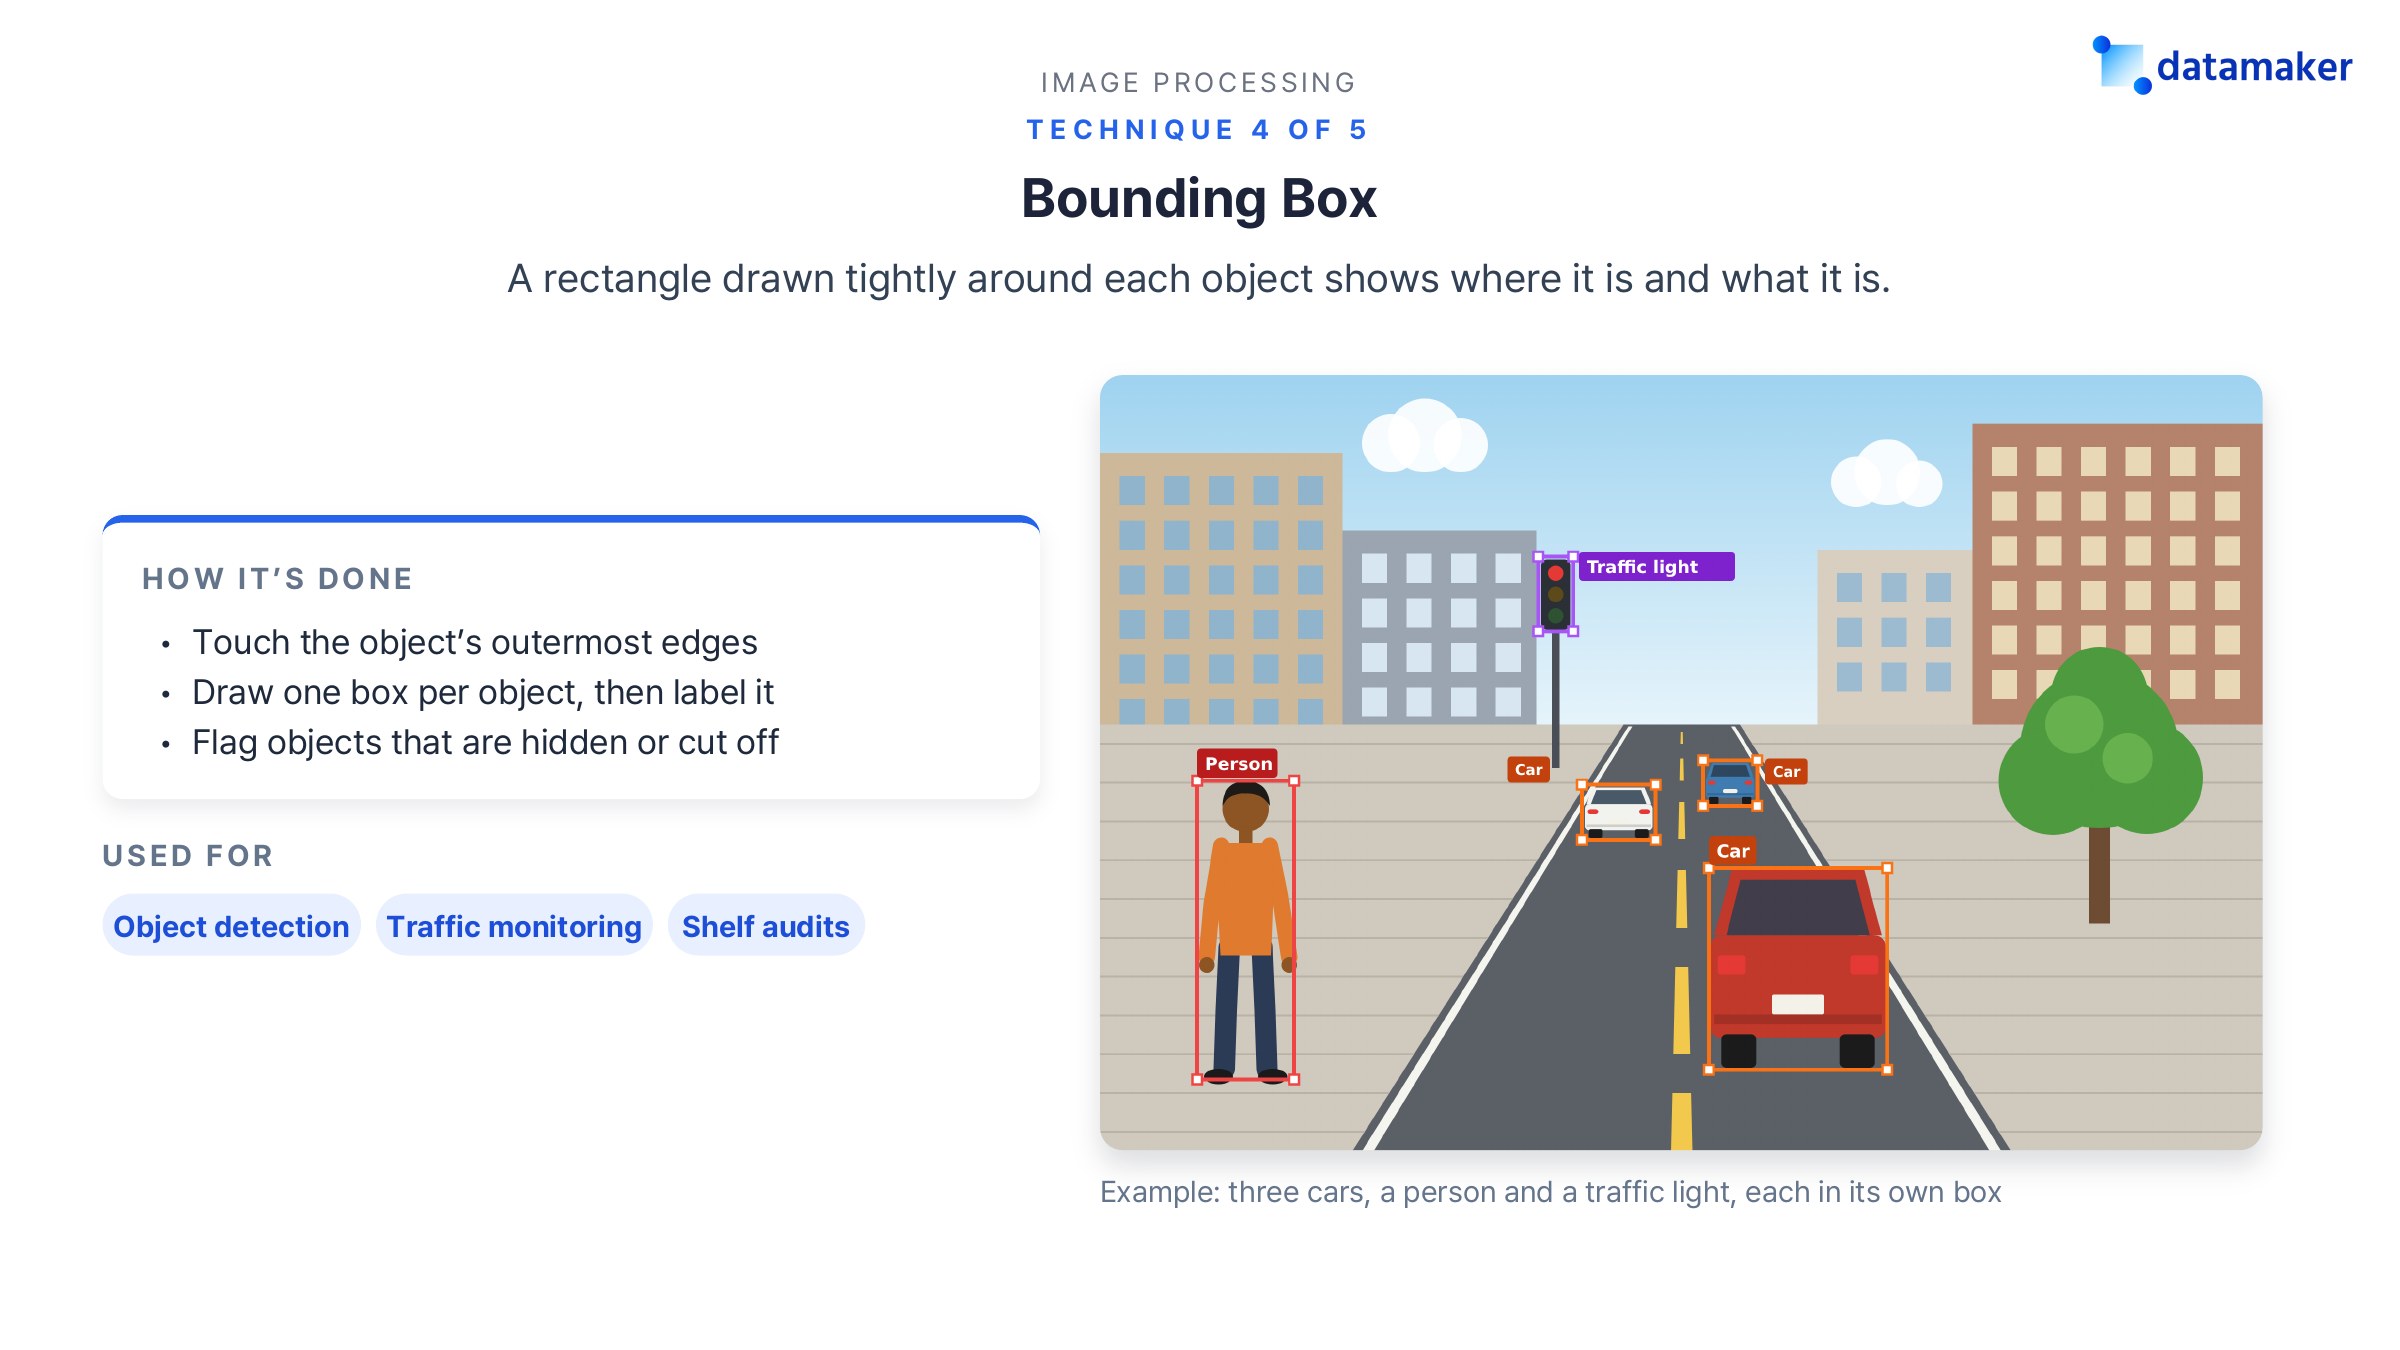 datamaker
IMAGE PROCESSING
TECHNIQUE 4 OF 5
Bounding Box
A rectangle drawn tightly around each object shows where it is and what it is.
HOW IT’S DONE
• Touch the object’s outermost edges
• Draw one box per object, then label it
• Flag objects that are hidden or cut off
USED FOR
Object detection
Traffic monitoring
Shelf audits
Traffic light
Person
Car
Car
Car
Example: three cars, a person and a traffic light, each in its own box